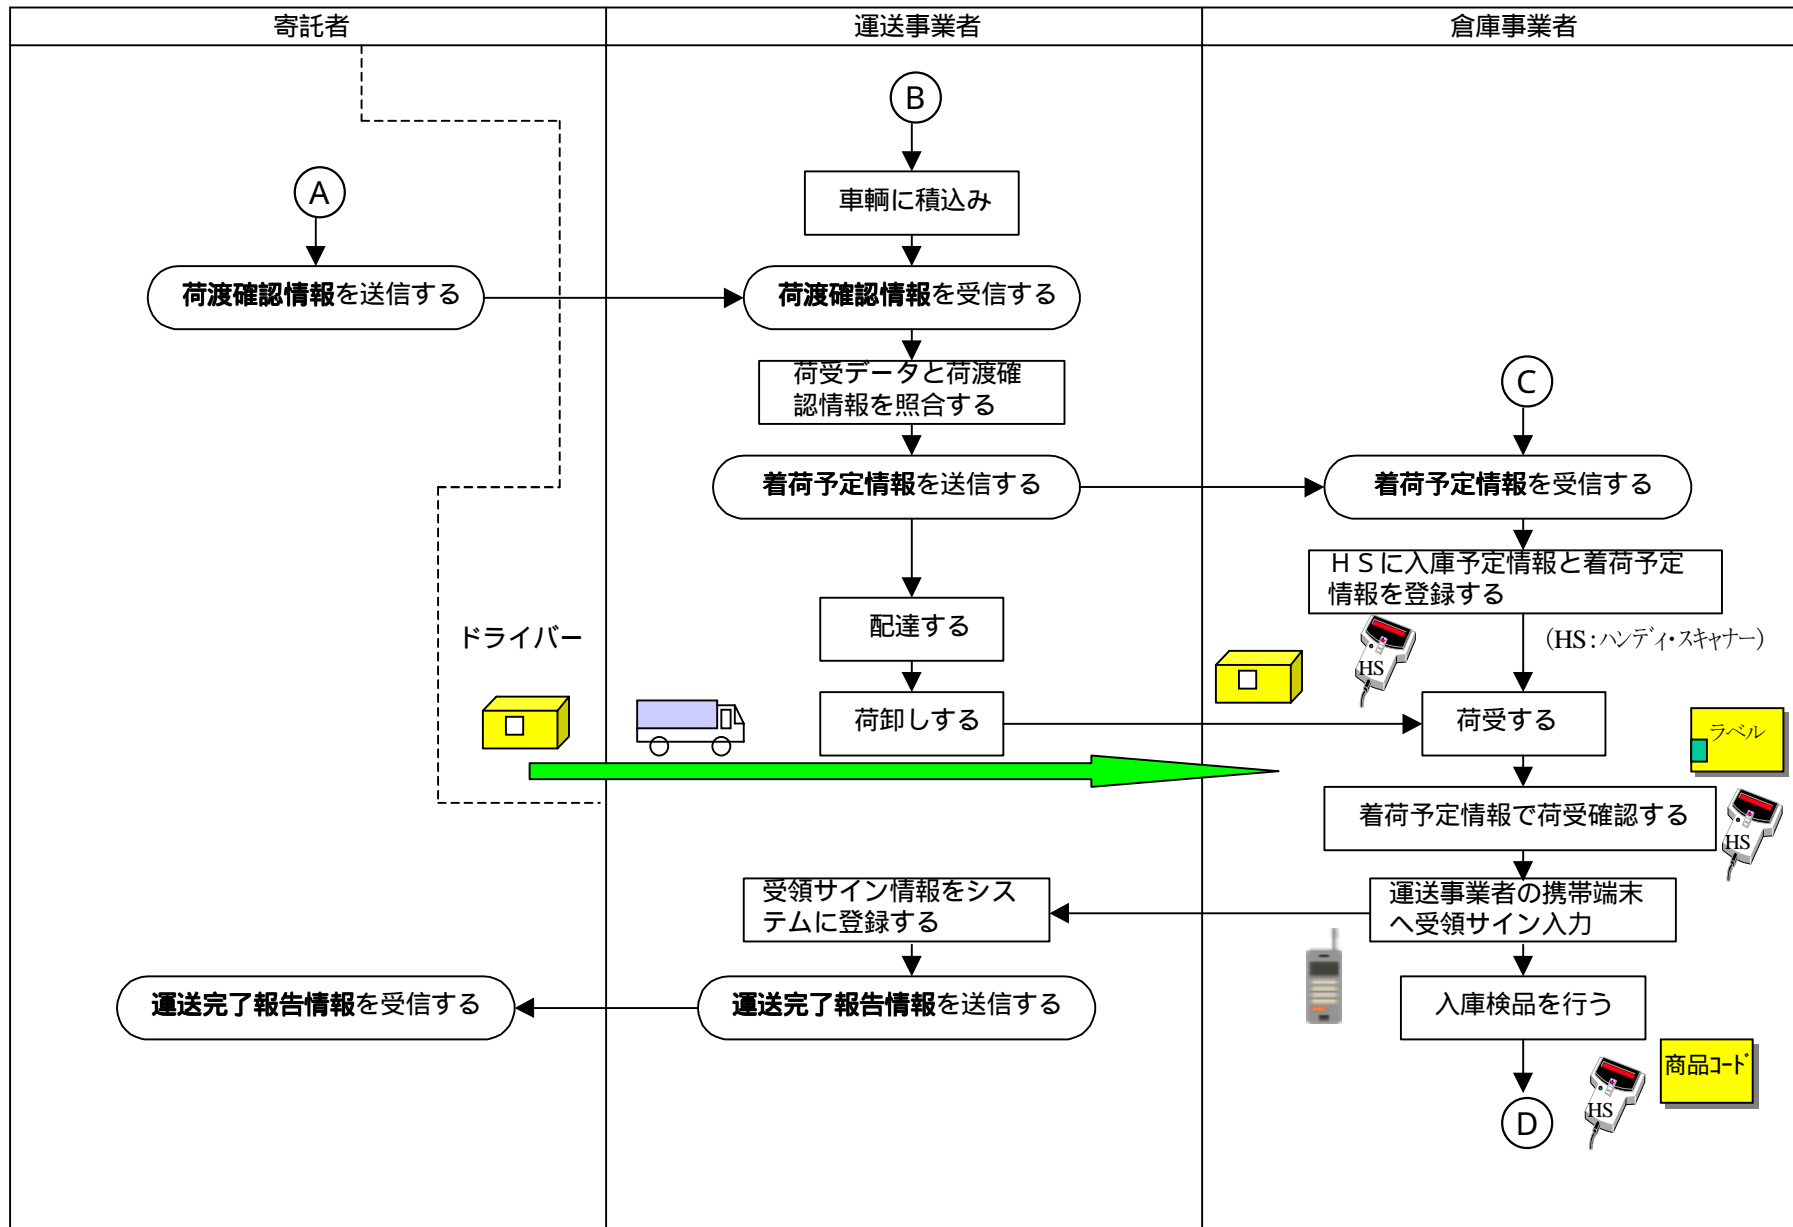 寄託者
運送事業者
倉庫事業者
B
車輌に積込み
A
荷渡確認情報を送信する
荷渡確認情報を受信する
荷受データと荷渡確
認情報を照合する
C
着荷予定情報を送信する
着荷予定情報を受信する
ＨＳに入庫予定情報と着荷予定
情報を登録する
(HS:ハンディ・スキャナー)
HS
ドライバー
配達する
荷卸しする
荷受する
ラベル
着荷予定情報で荷受確認する
HS
受領サイン情報をシス
テムに登録する
運送事業者の携帯端末
へ受領サイン入力
運送完了報告情報を受信する
運送完了報告情報を送信する
入庫検品を行う
商品コード
HS
D